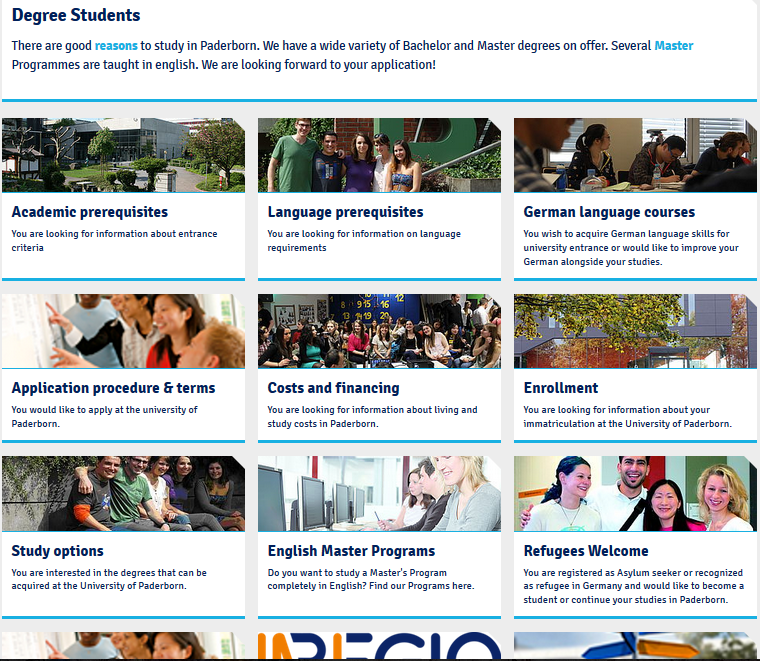 Degree Students
There are good reasons to study in Paderborn. We have a wide variety of Bachelor and Master degrees on offer. Several Master
Programmes are taught in english. We are looking forward to your application!
Academic prerequisites
You are looking for information about entrance
criteria
Language prerequisites
You are looking for information on language
requirements
German language courses
You wish to acquire German language skills for
university entrance or would like to improve your
German alongside your studies.
Application procedure & terms
You would like to apply at the university of
Paderborn.
Costs and financing
You are looking for information about living and
study costs in Paderborn.
Enrollment
You are looking for information about your
immatriculation at the University of Paderborn.
Study options
You are interested in the degrees that can be
acquired at the University of Paderborn.
English Master Programs
Do you want to study a Master's Program
completely in English? Find our Programs here.
Refugees Welcome
You are registered as Asylum seeker or recognized
as refugee in Germany and would like to become a
student or continue your studies in Paderborn.